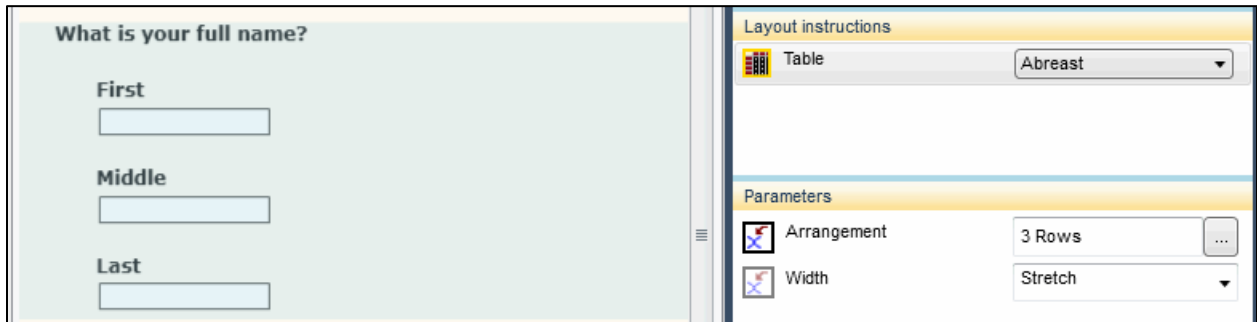 What is your full name?
First
Middle
Last
Layout instructions
Table Abreast
Parameters
Arrangement 3 Rows ...
Width Stretch